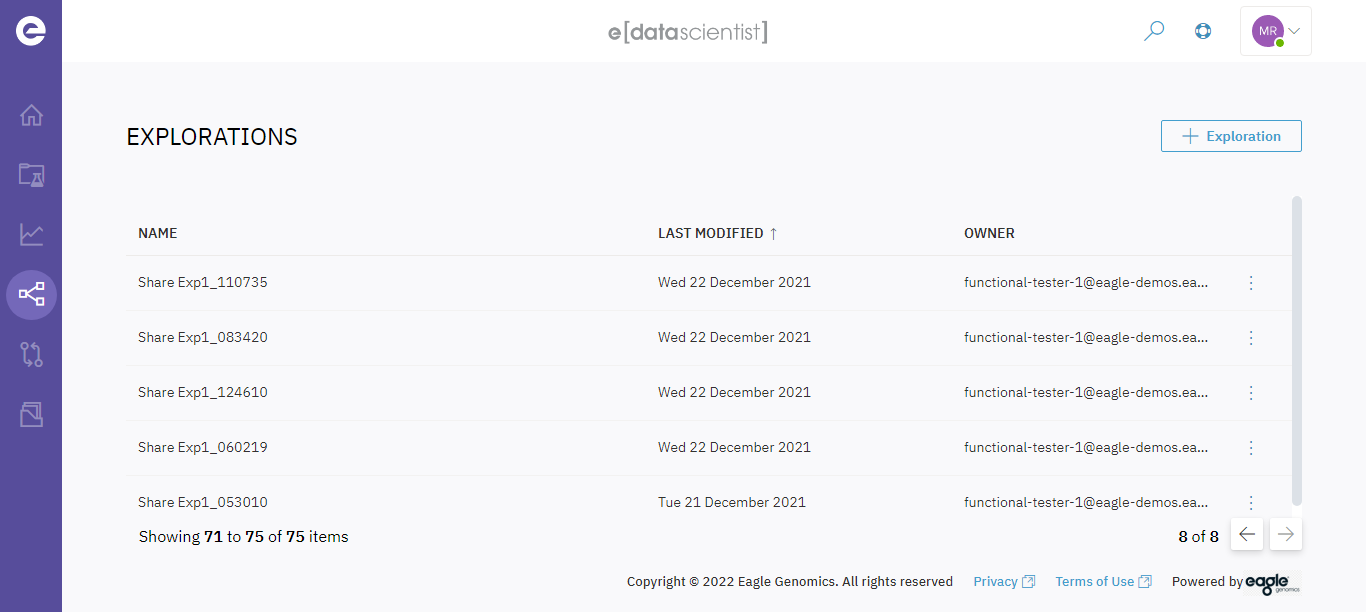 e[datascientist]
MR
EXPLORATIONS
Exploration
NAME LAST MODIFIED ↑ OWNER
Share Exp1_110735 Wed 22 December 2021 functional-tester-1@eagle-demos.ea...
Share Exp1_083420 Wed 22 December 2021 functional-tester-1@eagle-demos.ea...
Share Exp1_124610 Wed 22 December 2021 functional-tester-1@eagle-demos.ea...
Share Exp1_060219 Wed 22 December 2021 functional-tester-1@eagle-demos.ea...
Share Exp1_053010 Tue 21 December 2021 functional-tester-1@eagle-demos.ea...
Showing 71 to 75 of 75 items 8 of 8
Copyright © 2022 Eagle Genomics. All rights reserved Privacy Terms of Use Powered by eagle genomics